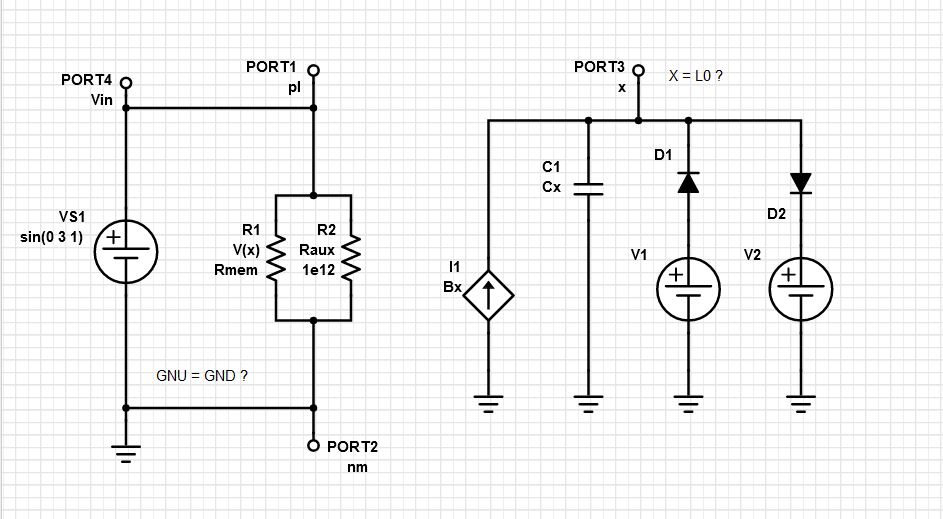 PORT4
Vin
PORT1
pl
PORT3
x
X = L0 ?
VS1
sin(0 3 1)
R1
V(x)
Rmem
R2
Raux
1e12
I1
Bx
C1
Cx
D1
D2
V1
V2
GNU = GND ?
PORT2
nm